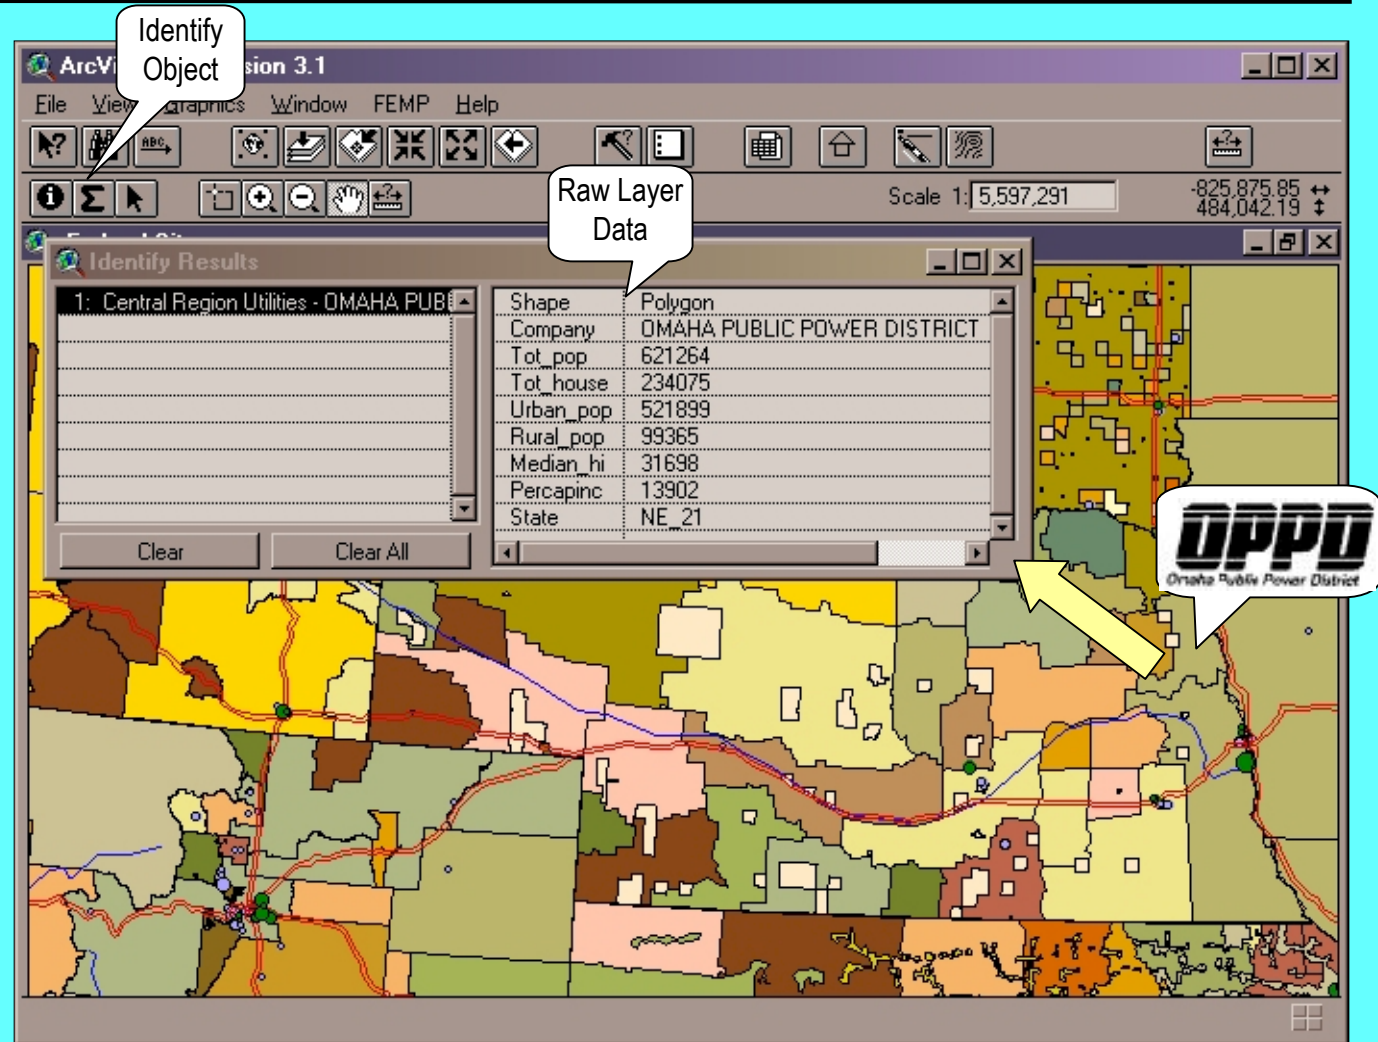 Identify
Object
ArcVi sion 3.1
File View Graphics Window FEMP Help
ABC
Raw Layer
Data
Scale 1: 5,597,291
-825,875.85
484,042.19
Identify Results
1: Central Region Utilities - OMAHA PUB
Shape Polygon
Company OMAHA PUBLIC POWER DISTRICT
Tot_pop 621264
Tot_house 234075
Urban_pop 521899
Rural_pop 99365
Median_hi 31698
Percapinc 13902
State NE_21
Clear Clear All
OPPD
Omaha Public Power District